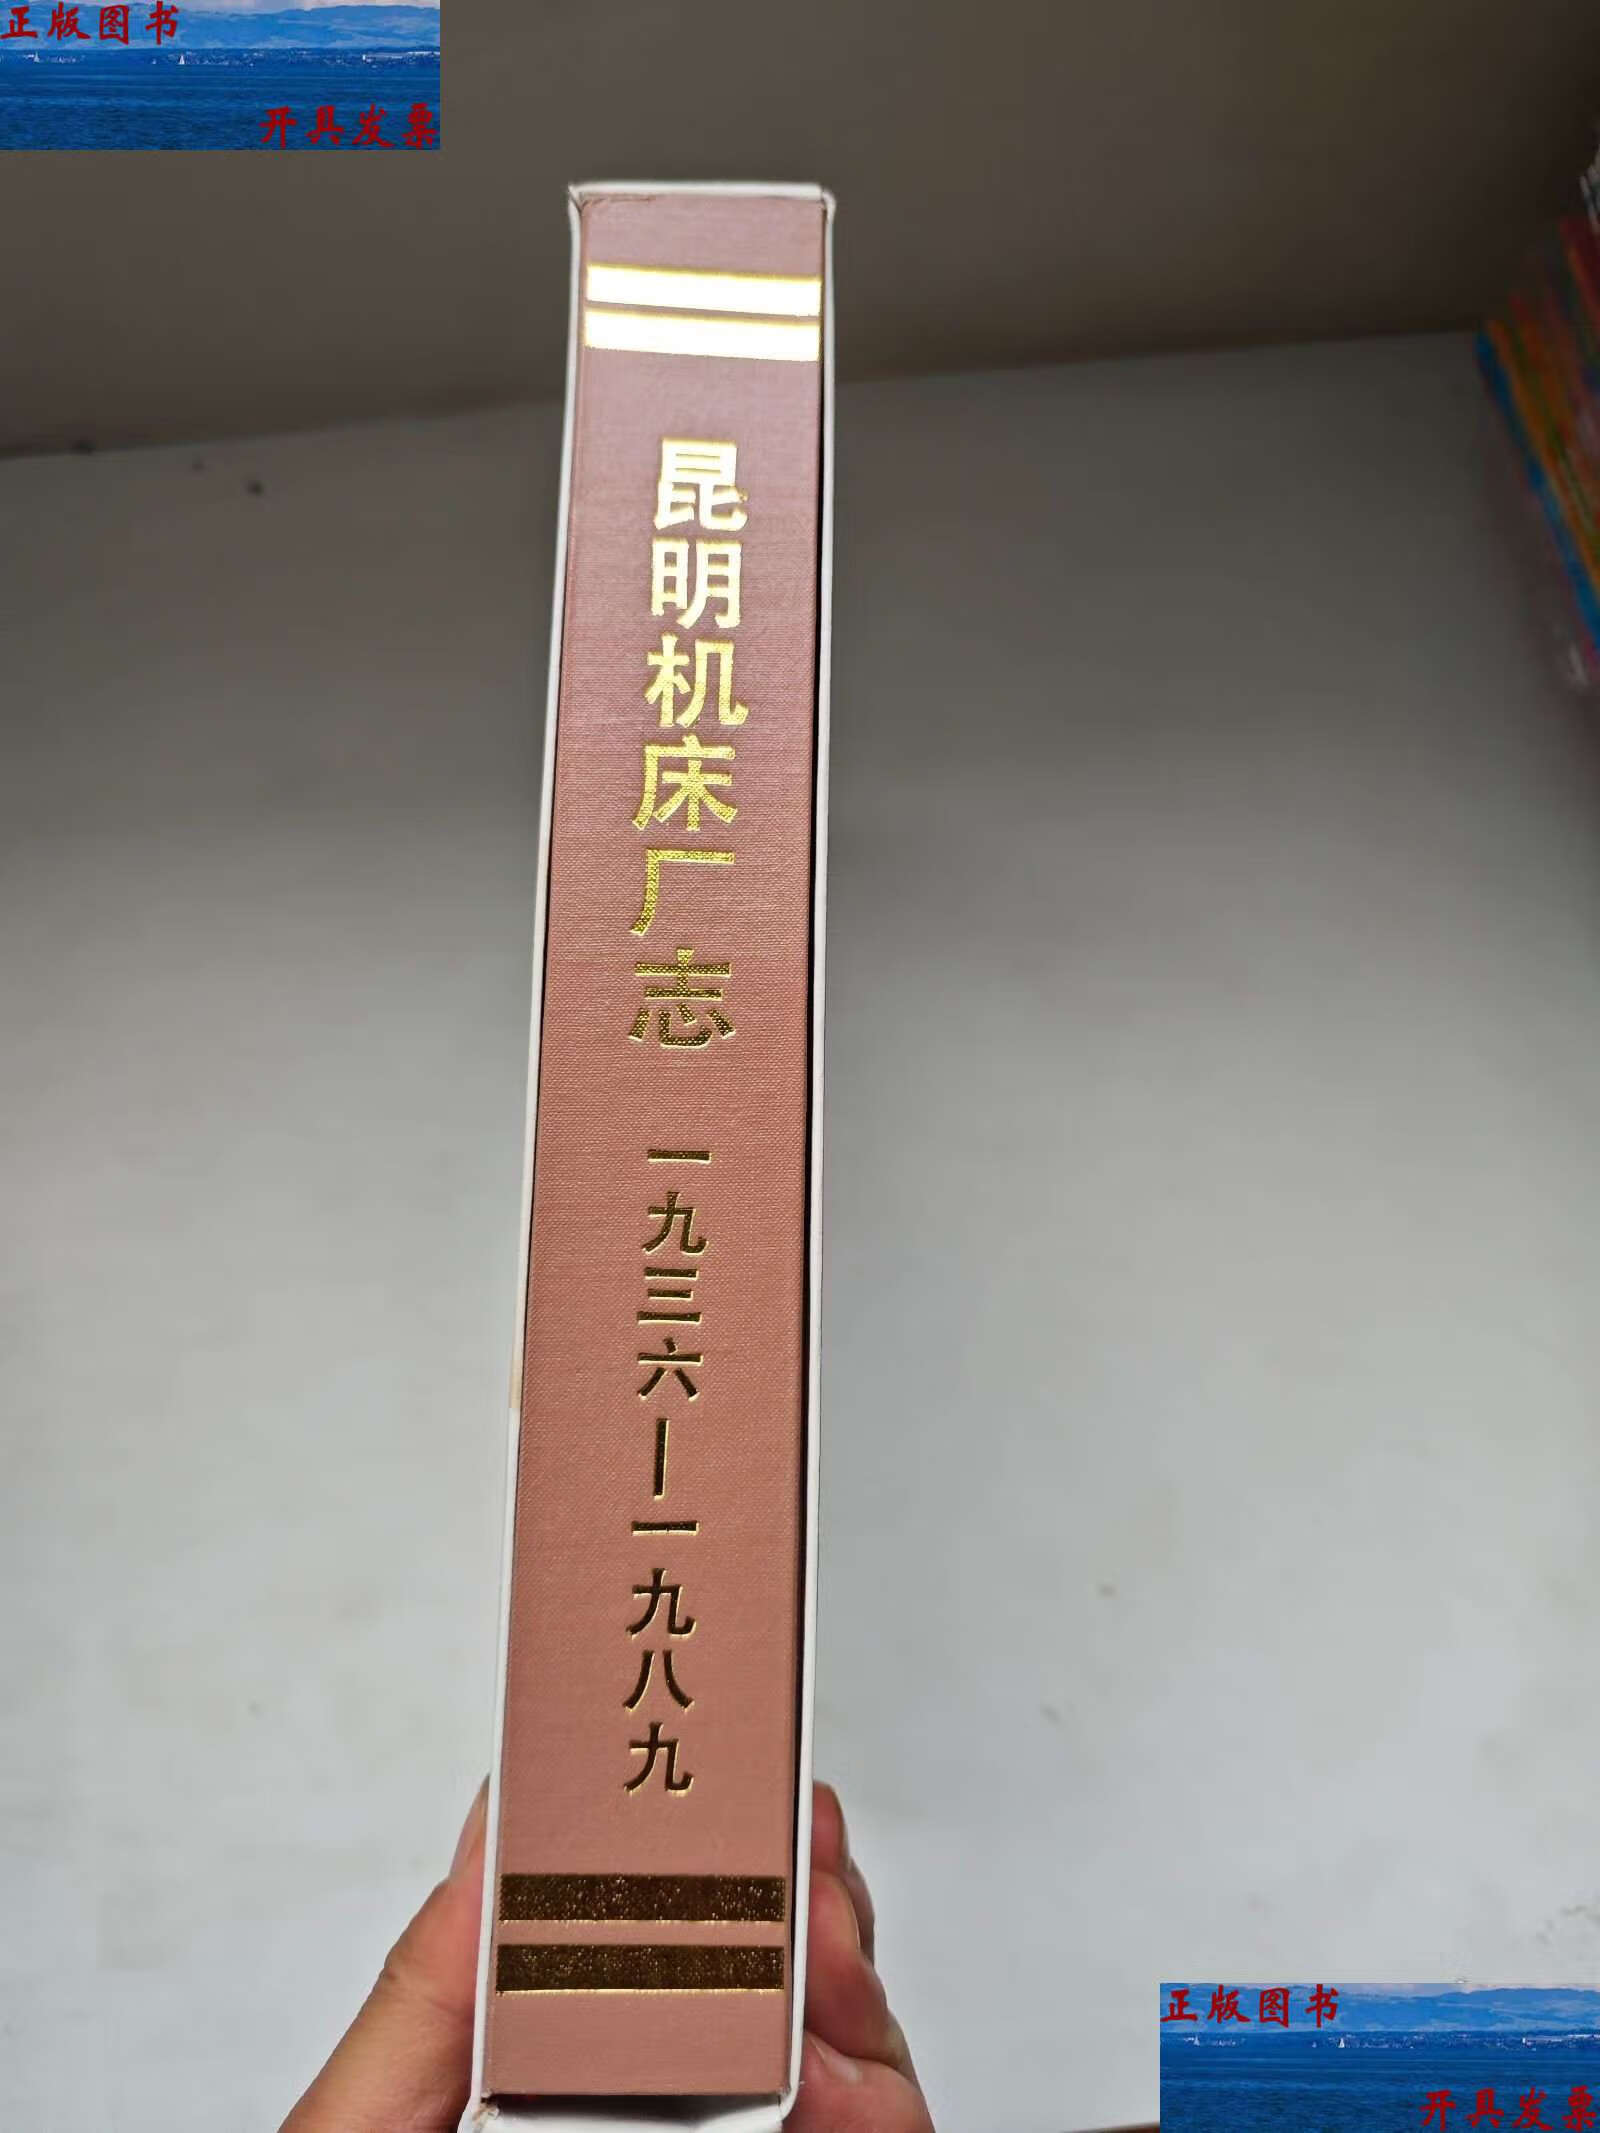 正版图书
开具发票
昆明机床厂志
一九三六—一九八九
正版图书
开具发票